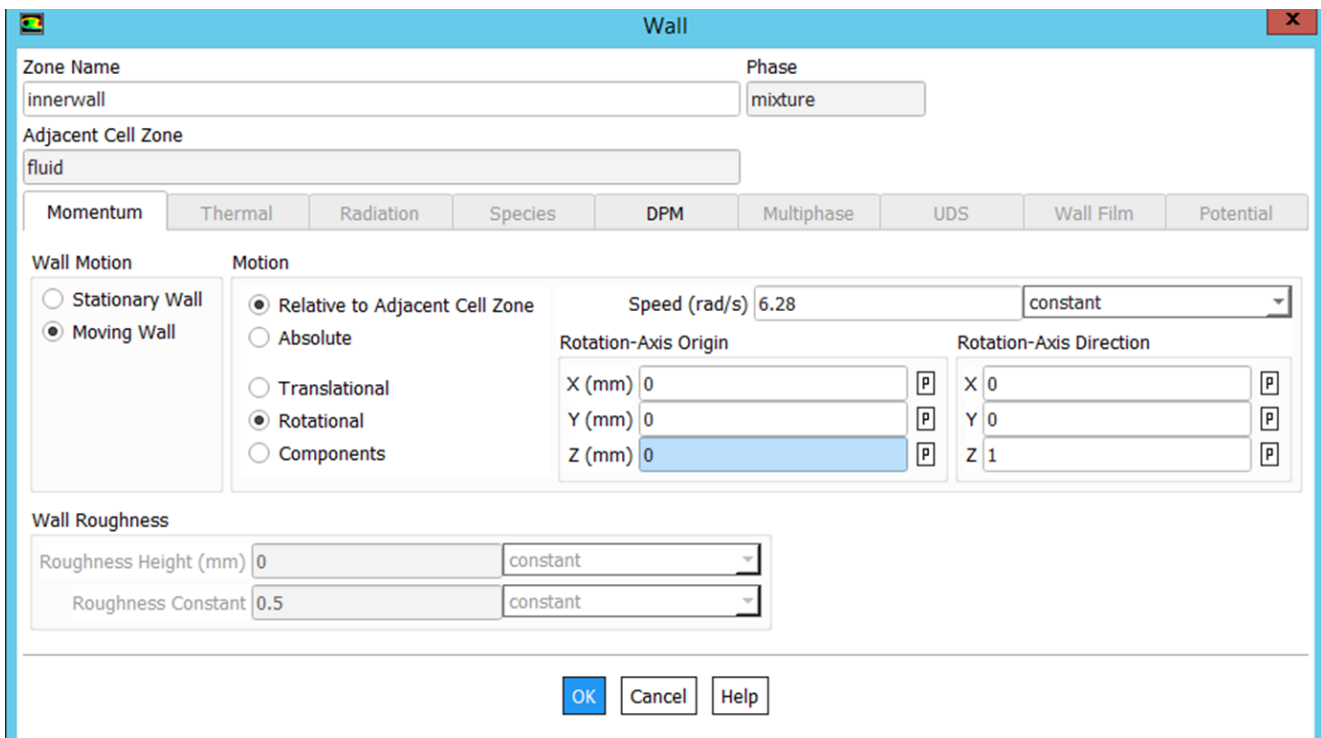 Wall
x
Zone Name Phase
innerwall mixture
Adjacent Cell Zone
fluid
Momentum Thermal Radiation Species DPM Multiphase UDS Wall Film Potential
Wall Motion Motion
Stationary Wall Relative to Adjacent Cell Zone Speed (rad/s) 6.28 constant
Moving Wall Absolute Rotation-Axis Origin Rotation-Axis Direction
Translational X (mm) 0 P X 0 P
Rotational Y (mm) 0 P Y 0 P
Components Z (mm) 0 P Z 1 P
Wall Roughness
Roughness Height (mm) 0 constant
Roughness Constant 0.5 constant
OK Cancel Help